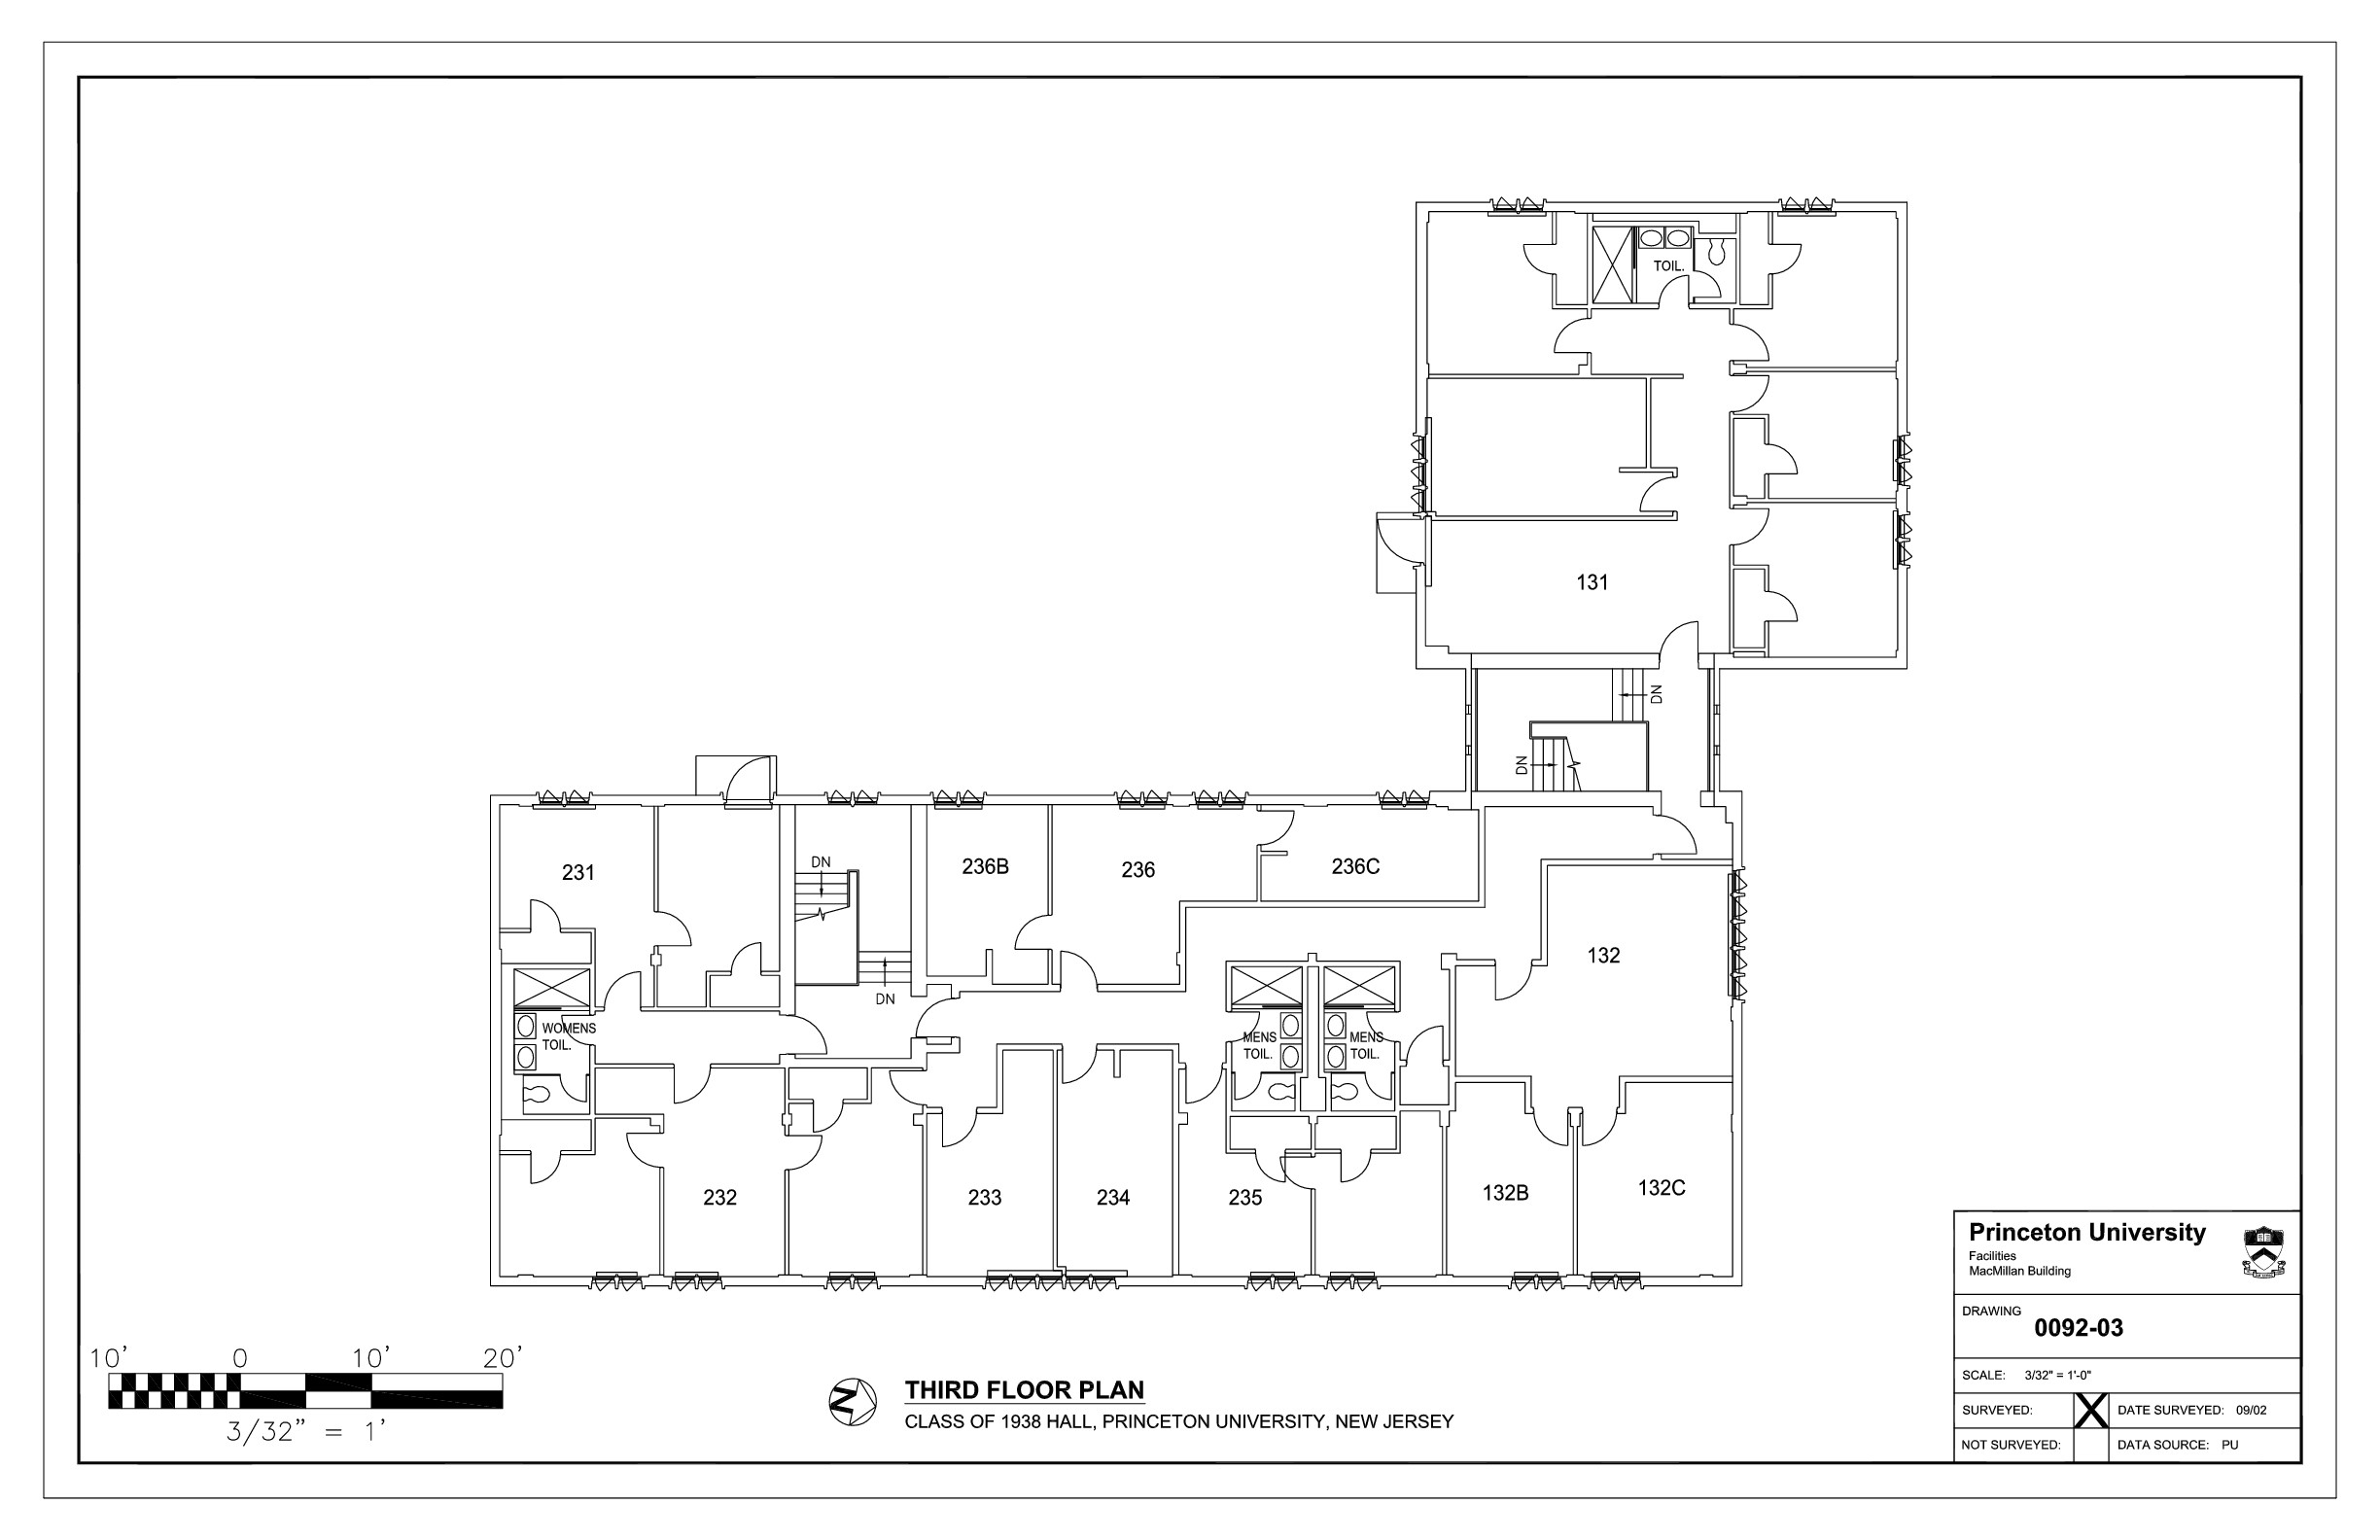 TOIL.
131
DN
DN
231
DN
236B
236
236C
132
DN
WOMENS
TOIL.
MENS
TOIL.
MENS
TOIL.
232
233
234
235
132B
132C
Princeton University
Facilities
MacMillan Building
DRAWING
0092-03
SCALE: 3/32" = 1'-0"
SURVEYED: X DATE SURVEYED: 09/02
NOT SURVEYED: DATA SOURCE: PU
10' 0 10' 20'
3/32" = 1'
N
THIRD FLOOR PLAN
CLASS OF 1938 HALL, PRINCETON UNIVERSITY, NEW JERSEY